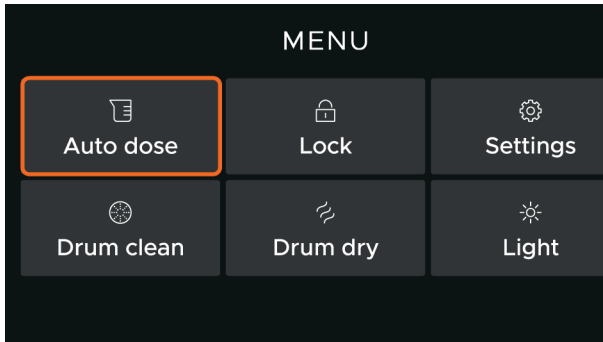 MENU
Auto dose
Lock
Settings
Drum clean
Drum dry
Light